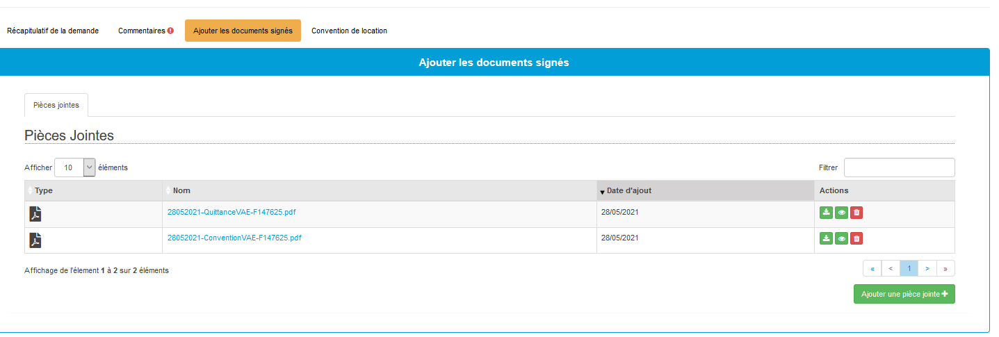 Récapitulatif de la demande Commentaires Ajouter les documents signés Convention de location
Ajouter les documents signés
Pièces jointes
Pièces Jointes
Afficher 10 éléments Filtrer
Type Nom Date d'ajout Actions
28052021-QuittanceVAE-F147625.pdf 28/05/2021
28052021-ConventionVAE-F147625.pdf 28/05/2021
Affichage de l'élement 1 à 2 sur 2 éléments « < 1 > »
Ajouter une pièce jointe